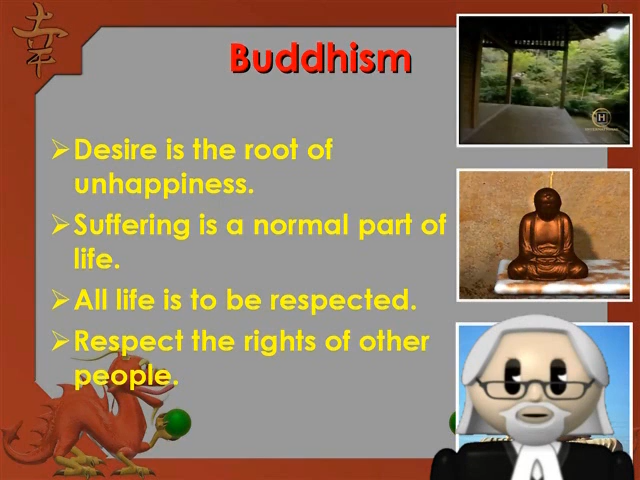 Buddhism
Desire is the root of
unhappiness.
Suffering is a normal part of
life.
All life is to be respected.
Respect the rights of other
people.
幸
H